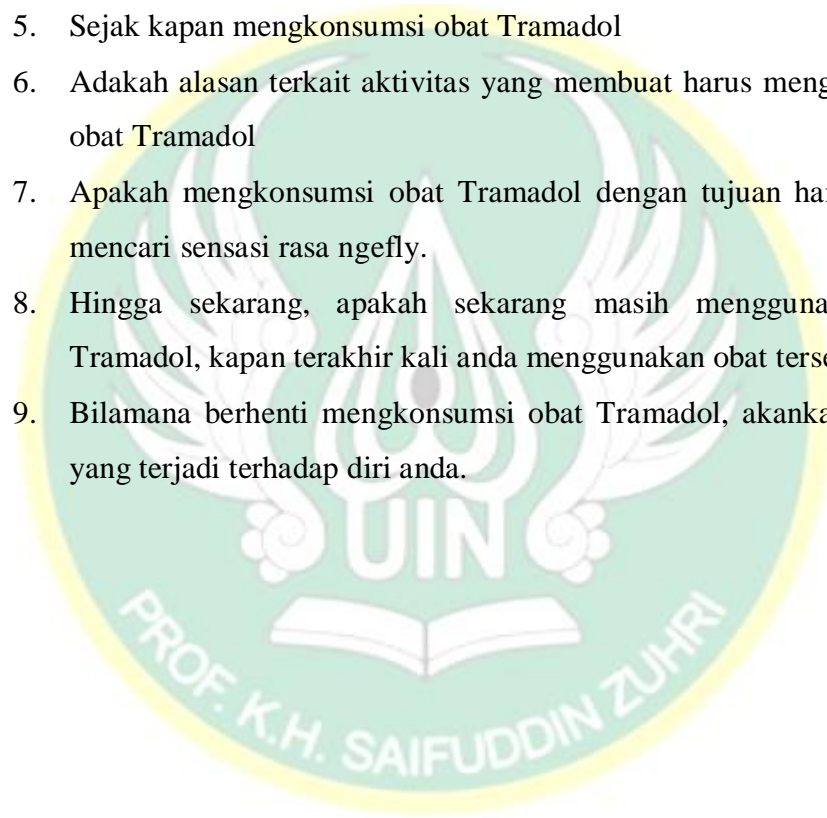 5. Sejak kapan mengkonsumsi obat Tramadol
6. Adakah alasan terkait aktivitas yang membuat harus meng
obat Tramadol
7. Apakah mengkonsumsi obat Tramadol dengan tujuan ha
mencari sensasi rasa ngefly.
8. Hingga sekarang, apakah sekarang masih mengguna
Tramadol, kapan terakhir kali anda menggunakan obat terse
9. Bilamana berhenti mengkonsumsi obat Tramadol, akanka
yang terjadi terhadap diri anda.
UIN
PROF. K.H. SAIFUDDIN ZUHRI